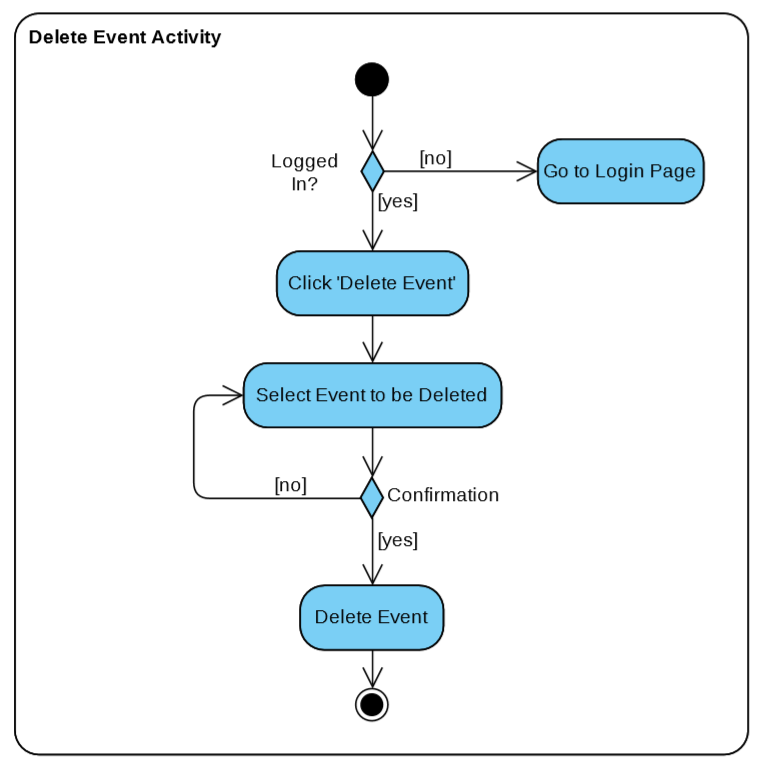 Delete Event Activity
Logged
In?
[no]
Go to Login Page
[yes]
Click 'Delete Event'
Select Event to be Deleted
[no]
Confirmation
[yes]
Delete Event